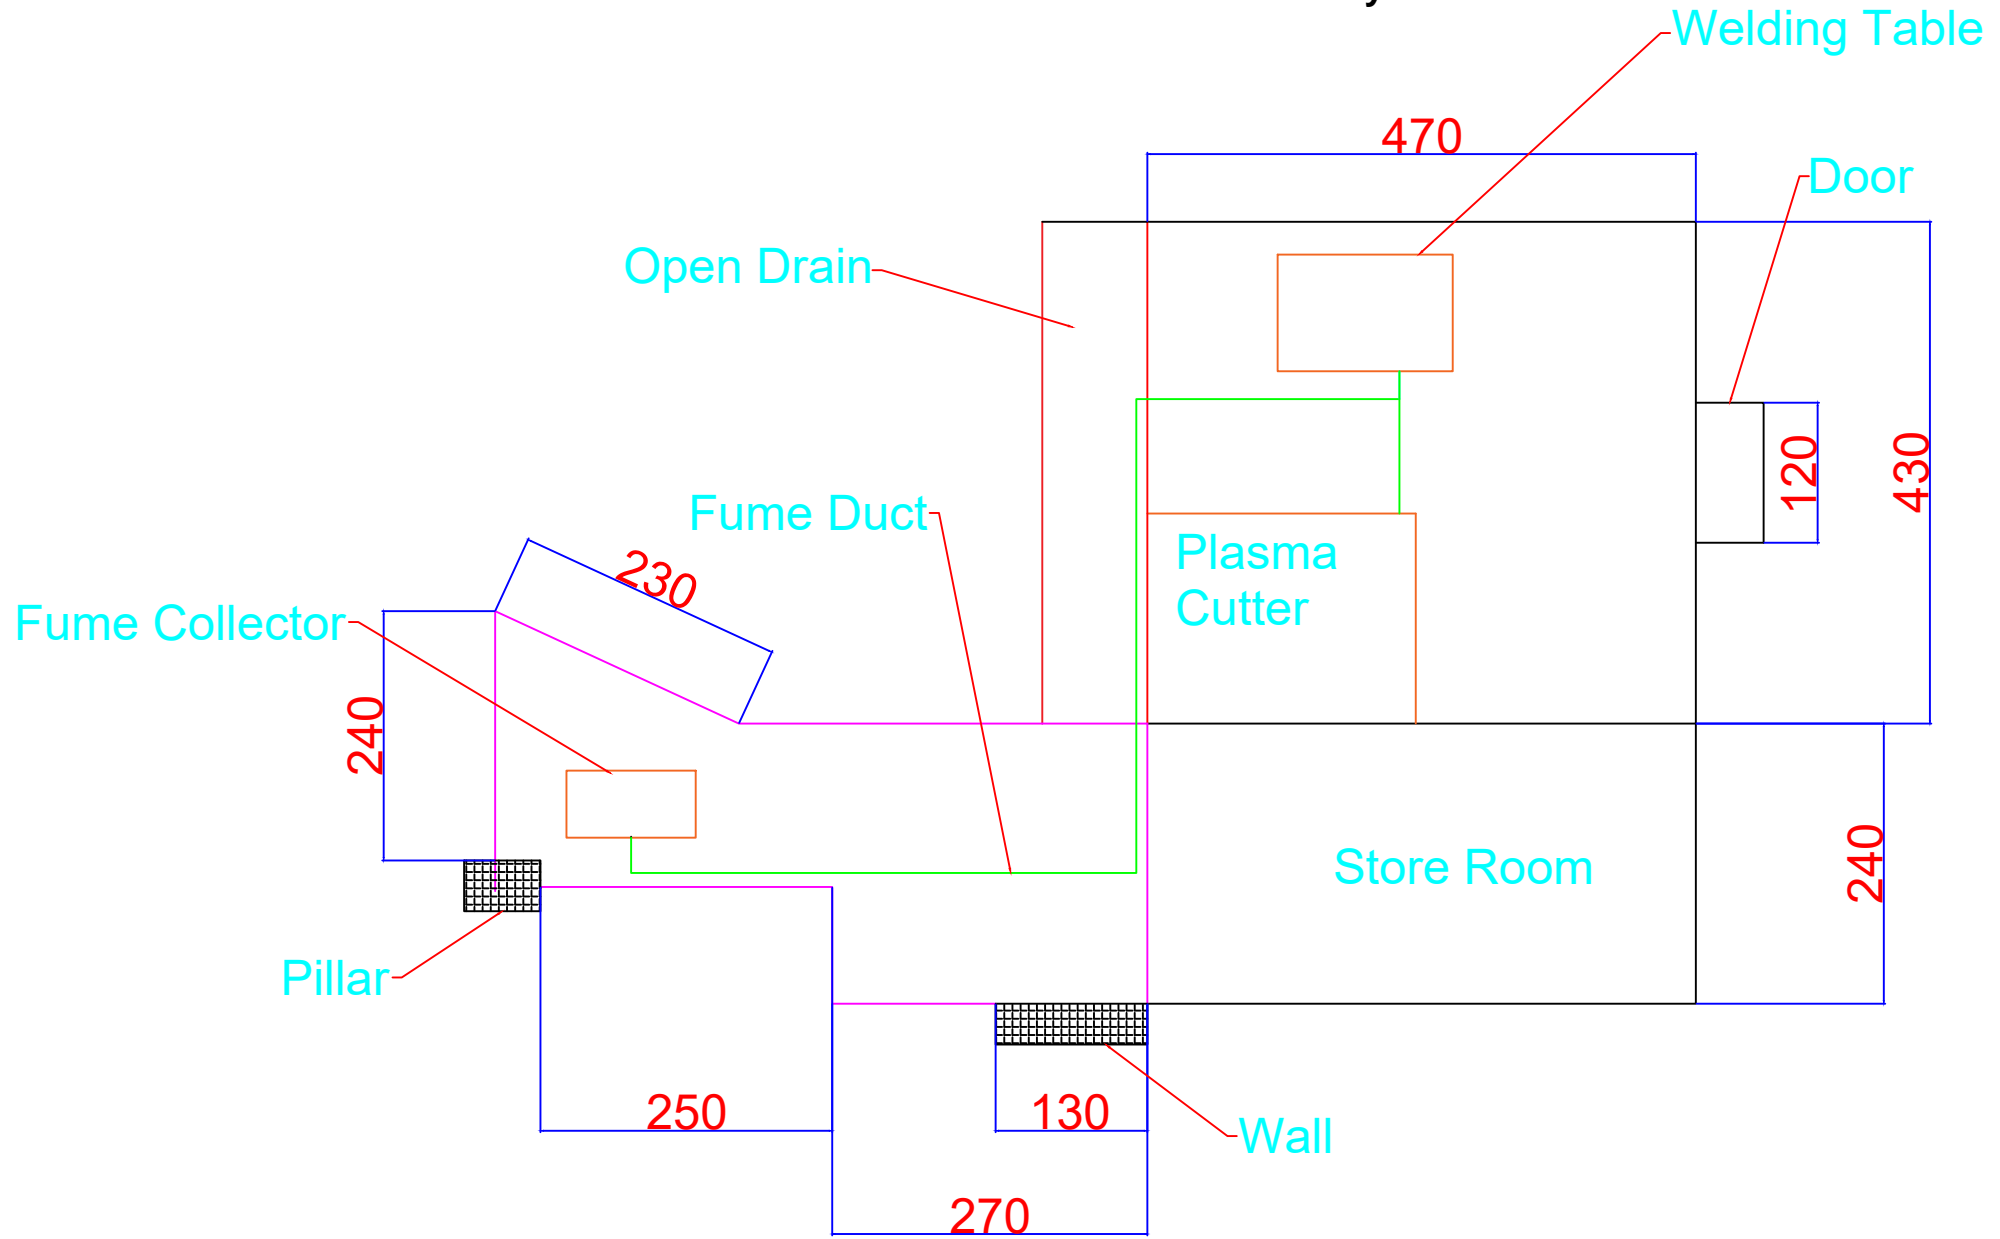 Welding Table
470
Door
Open Drain
120
430
Fume Duct
Plasma
Cutter
230
Fume Collector
240
Store Room
240
Pillar
250
130
Wall
270